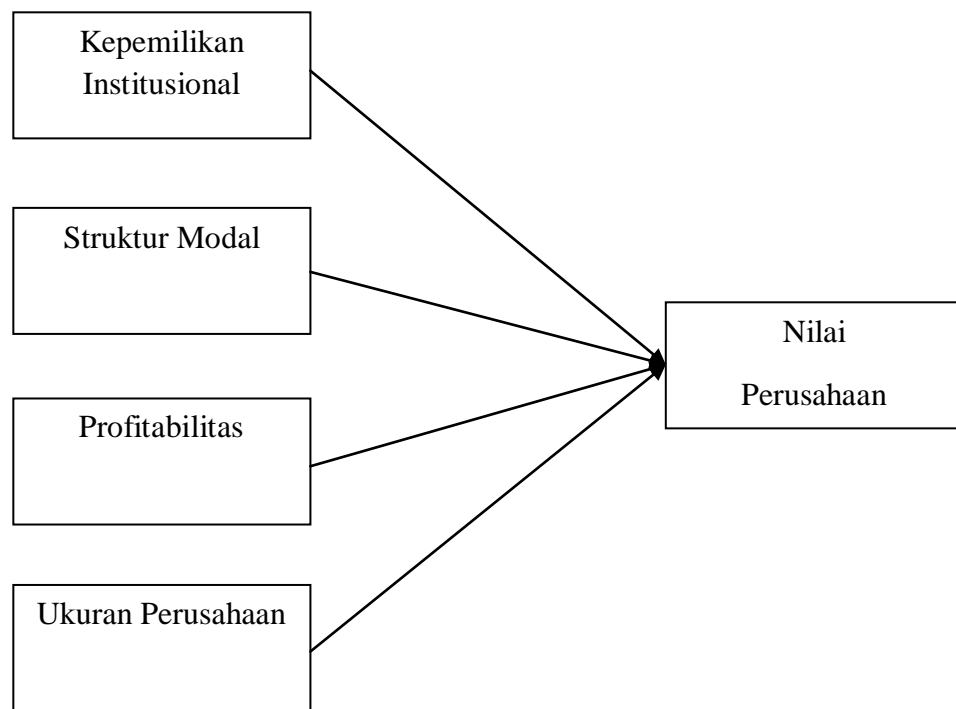 Kepemilikan
Institusional
Struktur Modal
Profitabilitas
Ukuran Perusahaan
Nilai
Perusahaan